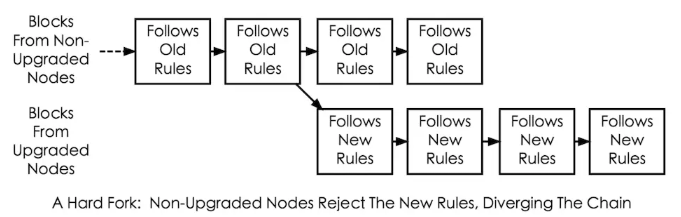 Blocks
From Non-
Upgraded
Nodes
Follows
Old
Rules
Follows
Old
Rules
Follows
Old
Rules
Follows
Old
Rules
Blocks
From
Upgraded
Nodes
Follows
New
Rules
Follows
New
Rules
Follows
New
Rules
Follows
New
Rules
A Hard Fork: Non-Upgraded Nodes Reject The New Rules, Diverging The Chain